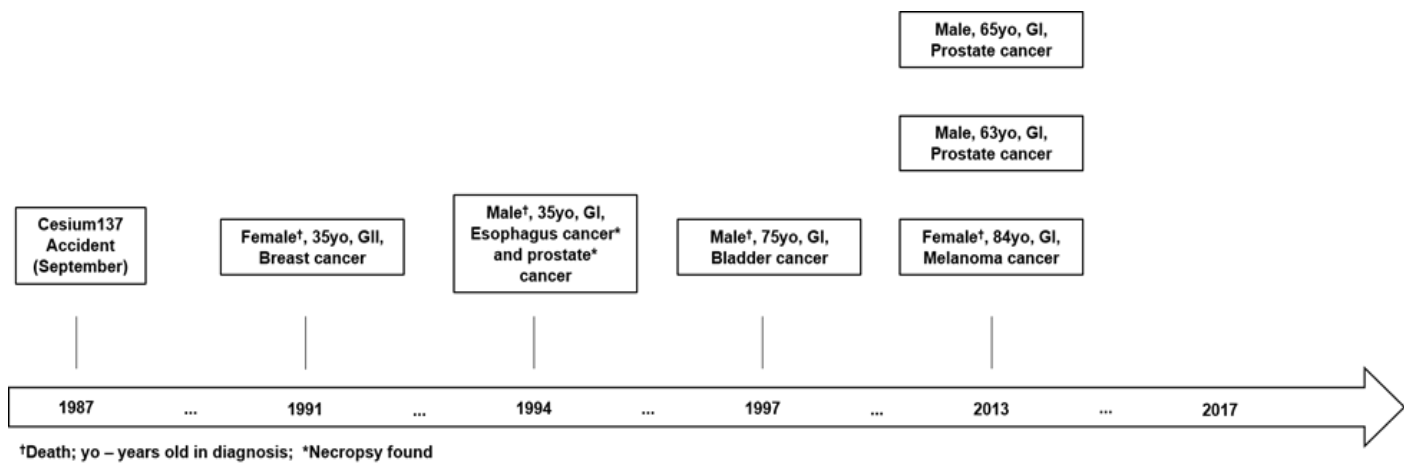 Male, 65yo, GI,
Prostate cancer
Male, 63yo, GI,
Prostate cancer
Cesium137
Accident
(September)
Female†, 35yo, GII,
Breast cancer
Male†, 35yo, GI,
Esophagus cancer*
and prostate*
cancer
Male†, 75yo, GI,
Bladder cancer
Female†, 84yo, GI,
Melanoma cancer
1987 ... 1991 ... 1994 ... 1997 ... 2013 ... 2017
†Death; yo – years old in diagnosis; *Necropsy found